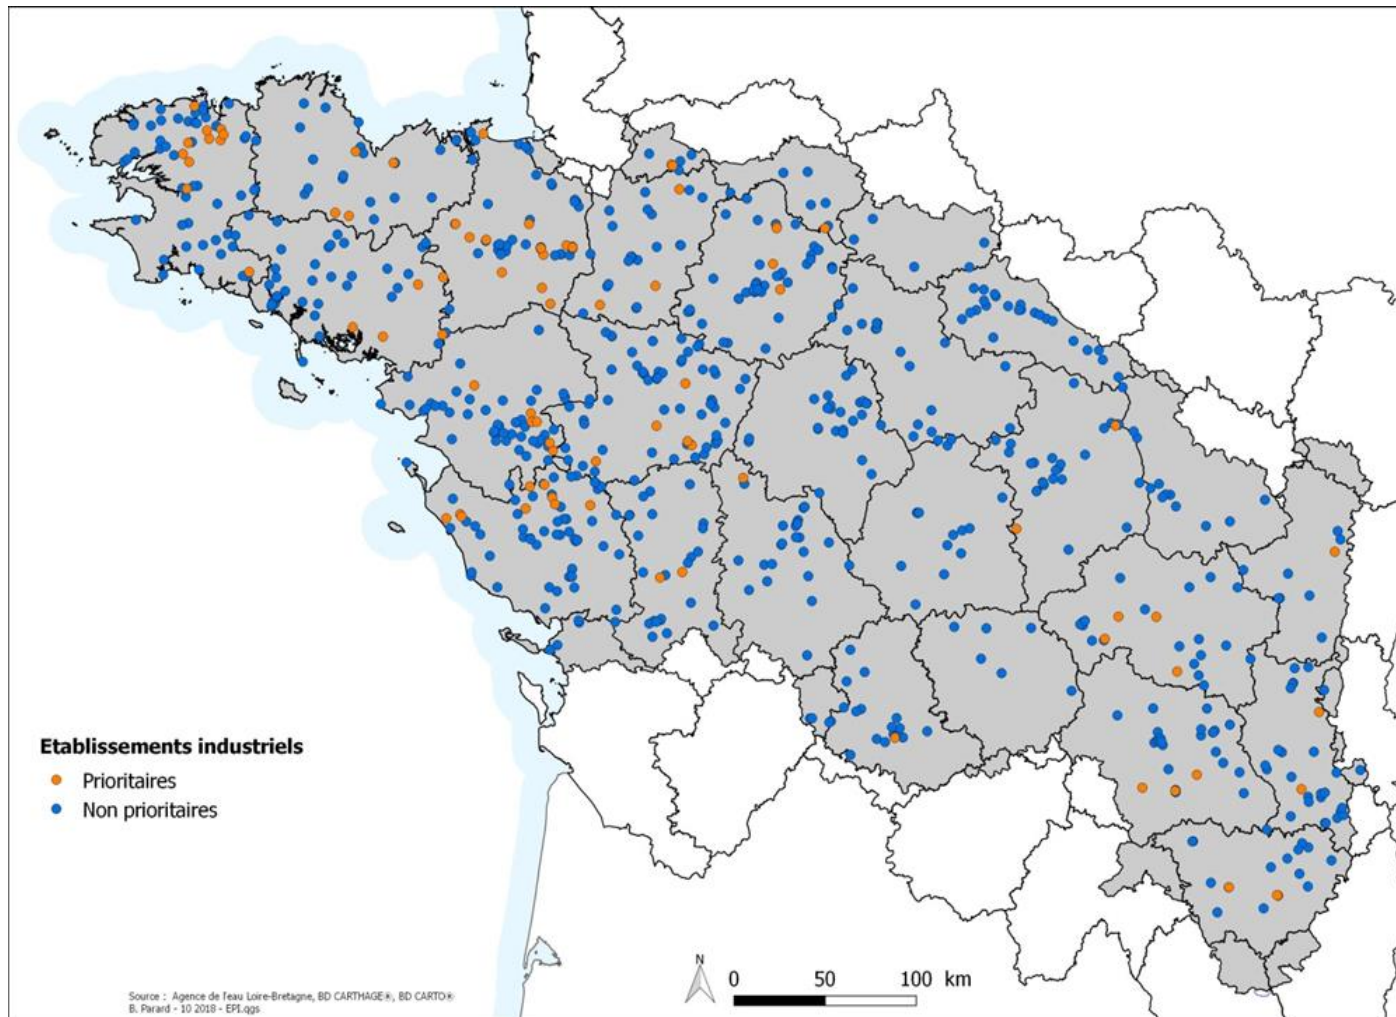 Etablissements industriels
Prioritaires
Non prioritaires
N
0 50 100 km
Source : Agence de l'eau Loire-Bretagne, BD CARTHAGE®, BD CARTO®
B. Parard - 10 2018 - EPI.qgs